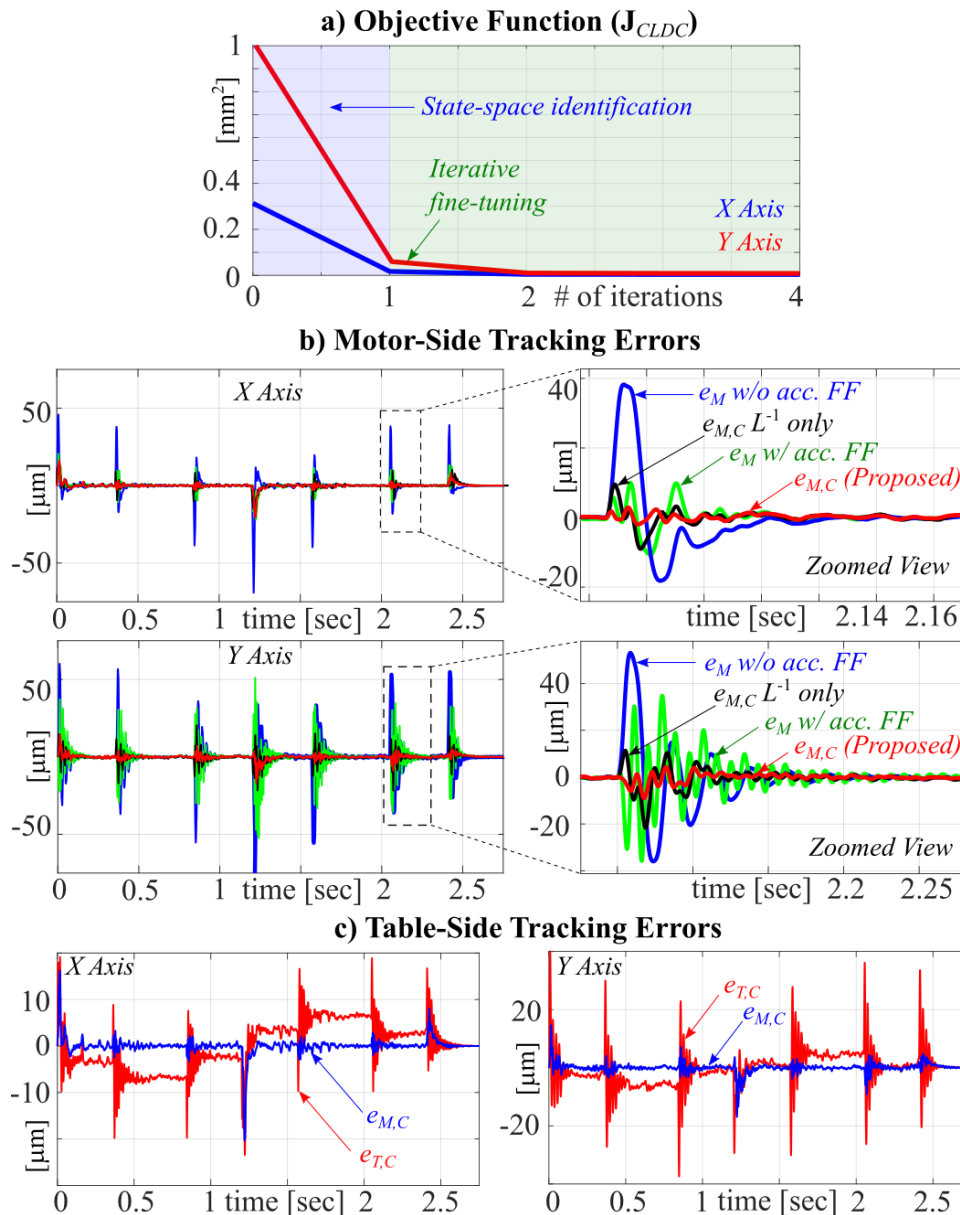 a) Objective Function (J_CLDC)
1
[mm²]
0.4
0.2
0
State-space identification
Iterative
fine-tuning
X Axis
Y Axis
0 1 2 # of iterations 4
b) Motor-Side Tracking Errors
X Axis
50
0
-50
[μm]
0 0.5 1 time [sec] 2 2.5
40
0
-20
[μm]
e_M w/o acc. FF
e_M,C L⁻¹ only
e_M w/ acc. FF
e_M,C (Proposed)
Zoomed View
time [sec] 2.14 2.16
Y Axis
50
0
-50
[μm]
0 0.5 1 time [sec] 2 2.5
40
0
-20
[μm]
e_M w/o acc. FF
e_M,C L⁻¹ only
e_M w/ acc. FF
e_M,C (Proposed)
Zoomed View
time [sec] 2.2 2.25
c) Table-Side Tracking Errors
X Axis
10
0
-10
[μm]
e_M,C
e_T,C
0 0.5 1 time [sec] 2 2.5
Y Axis
20
0
-20
[μm]
e_T,C
e_M,C
0 0.5 1 time [sec] 2 2.5